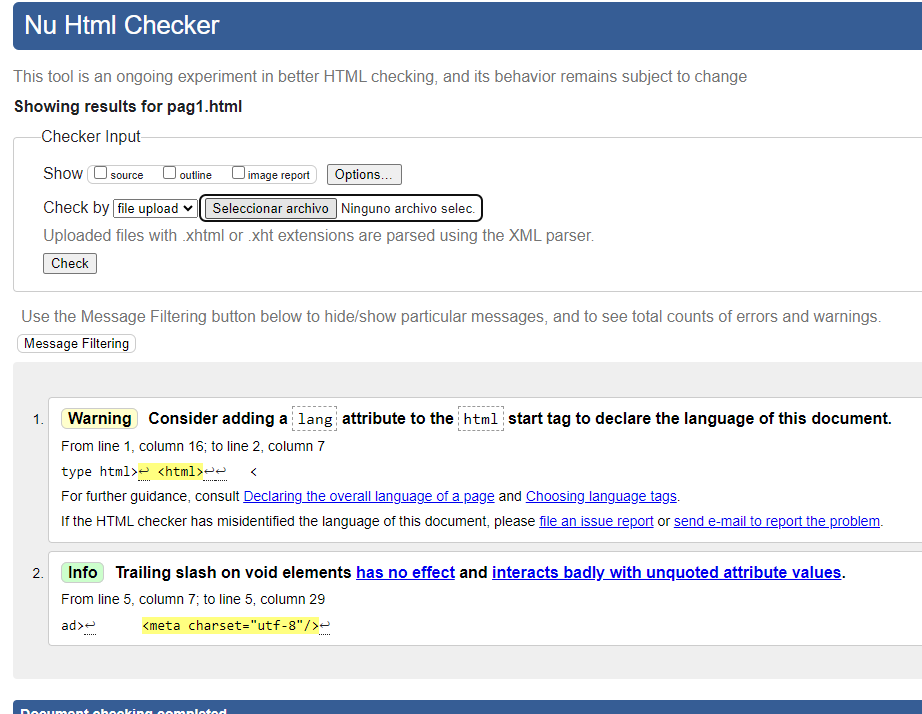 Nu Html Checker
This tool is an ongoing experiment in better HTML checking, and its behavior remains subject to change
Showing results for pag1.html
Checker Input
Show source outline image report Options...
Check by file upload Seleccionar archivo Ninguno archivo selec.
Uploaded files with .xhtml or .xht extensions are parsed using the XML parser.
Check
Use the Message Filtering button below to hide/show particular messages, and to see total counts of errors and warnings.
Message Filtering
1. Warning Consider adding a lang attribute to the html start tag to declare the language of this document.
From line 1, column 16; to line 2, column 7
type html>↩ <html>↩↩ <
For further guidance, consult Declaring the overall language of a page and Choosing language tags.
If the HTML checker has misidentified the language of this document, please file an issue report or send e-mail to report the problem.
2. Info Trailing slash on void elements has no effect and interacts badly with unquoted attribute values.
From line 5, column 7; to line 5, column 29
ad>↩ <meta charset="utf-8"/>↩
Document checking completed.